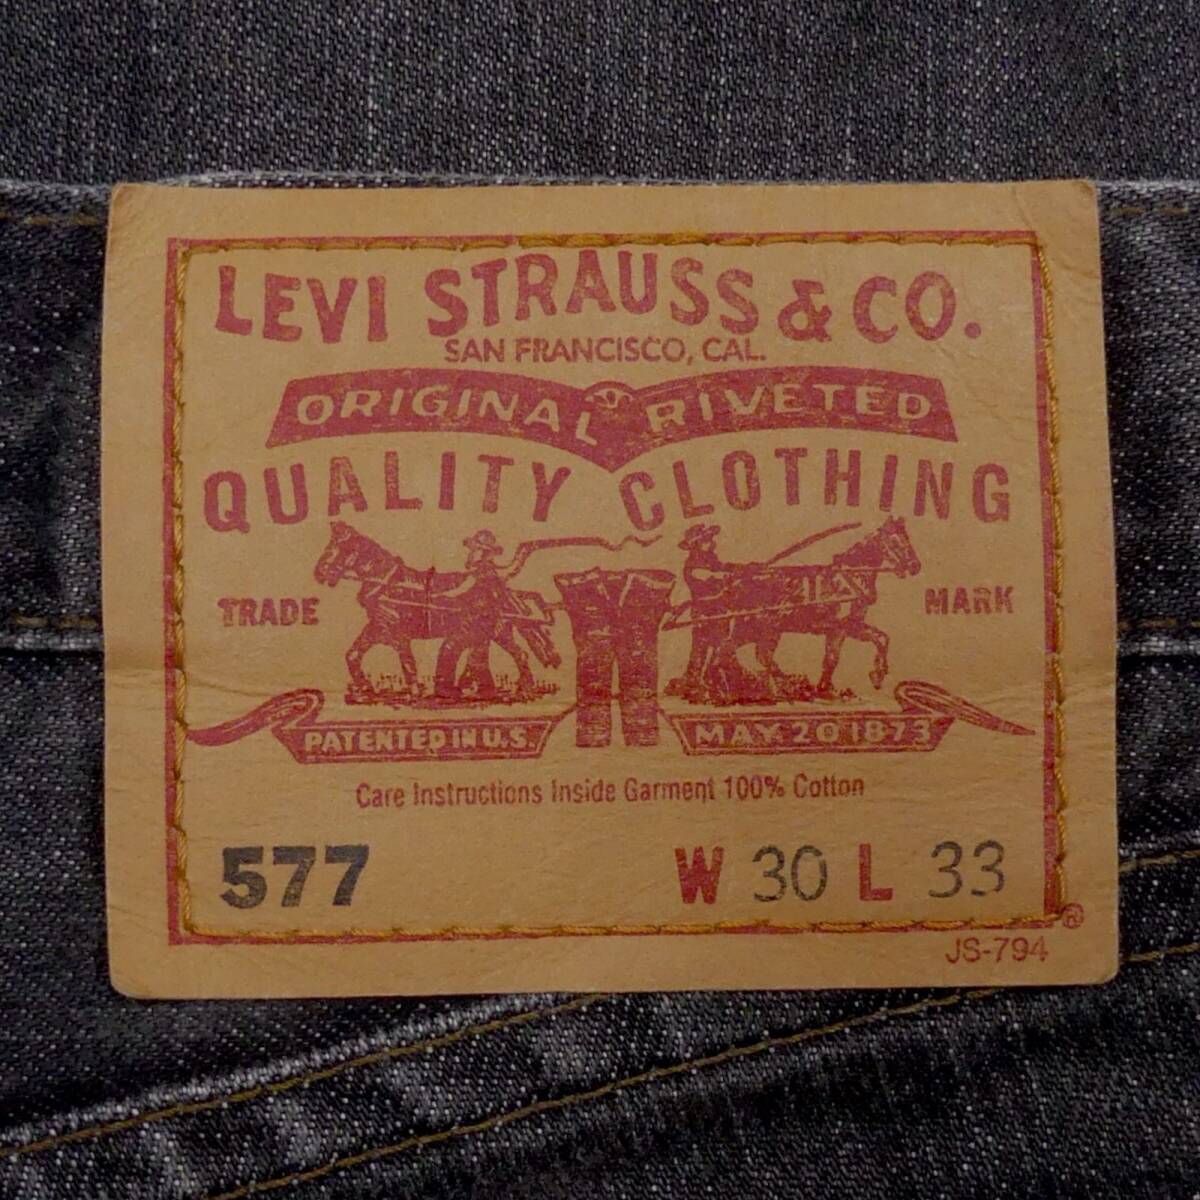 LEVI STRAUSS & CO.
SAN FRANCISCO, CAL.
ORIGINAL RIVETED
QUALITY CLOTHING
TRADE MARK
PATENTED IN U.S. MAY 20 1873
Care Instructions Inside Garment 100% Cotton
577 W 30 L 33
®
JS-794